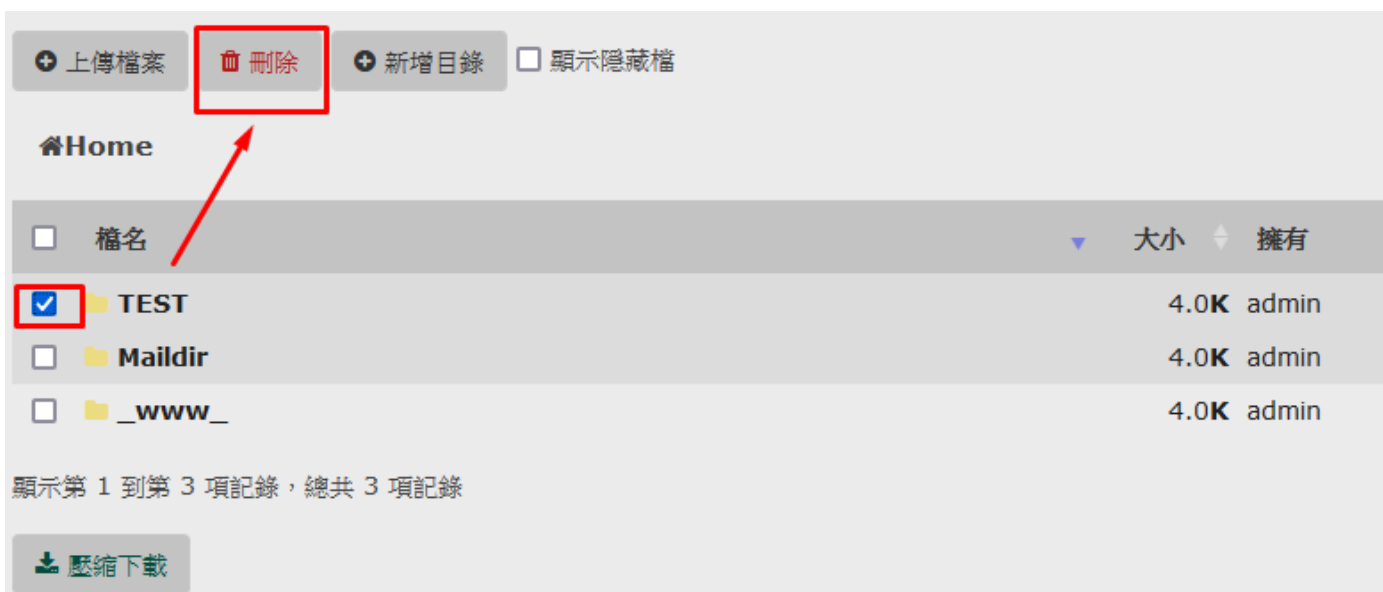 上傳檔案 刪除 新增目錄 顯示隱藏檔
Home
檔名 大小 擁有
TEST 4.0K admin
Maildir 4.0K admin
_www_ 4.0K admin
顯示第 1 到第 3 項記錄，總共 3 項記錄
壓縮下載